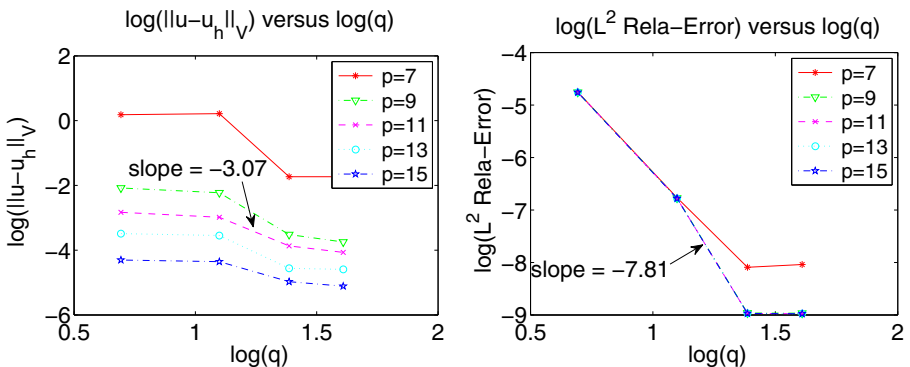 log(||u−u_h||_V) versus log(q)
log(||u−u_h||_V)
2
0
−2
−4
−6
0.5
1
1.5
2
log(q)
slope = −3.07
p=7
p=9
p=11
p=13
p=15
log(L² Rela−Error) versus log(q)
log(L² Rela−Error)
−4
−5
−6
−7
−8
−9
0.5
1
1.5
2
log(q)
slope = −7.81
p=7
p=9
p=11
p=13
p=15